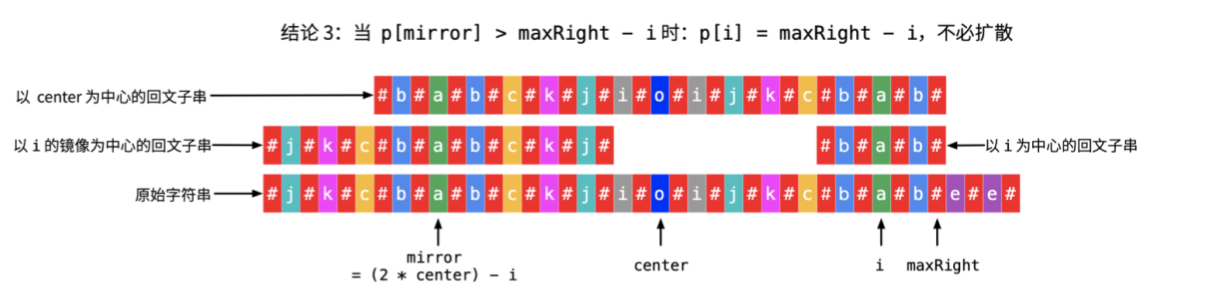 结论 3：当 p[mirror] > maxRight - i 时：p[i] = maxRight - i，不必扩散
以 center 为中心的回文子串 #b#a#b#c#k#j#i#o#i#j#k#c#b#a#b#
以 i 的镜像为中心的回文子串 #j#k#c#b#a#b#c#k#j# #b#a#b# 以 i 为中心的回文子串
原始字符串 #j#k#c#b#a#b#c#k#j#i#o#i#j#k#c#b#a#b#e#e#
mirror
= (2 * center) - i
center
i
maxRight